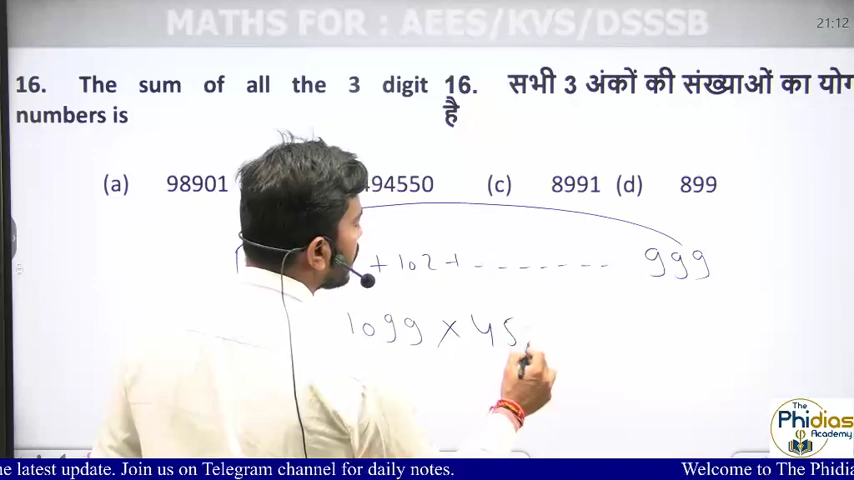 MATHS FOR : AEES/KVS/DSSSB
21:12
16. The sum of all the 3 digit
numbers is
16. सभी 3 अंकों की संख्याओं का योग
है
(a) 98901 494550 (c) 8991 (d) 899
+ 102 + - - - - - - - - 999
1099 × 45
The
Phidias
Academy
he latest update. Join us on Telegram channel for daily notes. Welcome to The Phidia